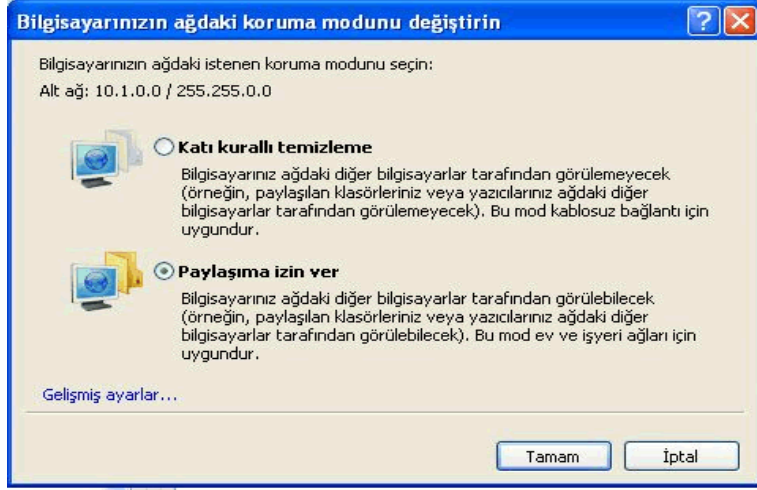 Bilgisayarınızın ağdaki koruma modunu değiştirin
Bilgisayarınızın ağdaki istenen koruma modunu seçin:
Alt ağ: 10.1.0.0 / 255.255.0.0
Katı kurallı temizleme
Bilgisayarınız ağdaki diğer bilgisayarlar tarafından görülemeyecek
(örneğin, paylaşılan klasörleriniz veya yazıcılarınız ağdaki diğer
bilgisayarlar tarafından görülemeyecek). Bu mod kablosuz bağlantı için
uygundur.
Paylaşıma izin ver
Bilgisayarınız ağdaki diğer bilgisayarlar tarafından görülebilecek
(örneğin, paylaşılan klasörleriniz veya yazıcılarınız ağdaki diğer
bilgisayarlar tarafından görülebilecek). Bu mod ev ve işyeri ağları için
uygundur.
Gelişmiş ayarlar...
Tamam
İptal